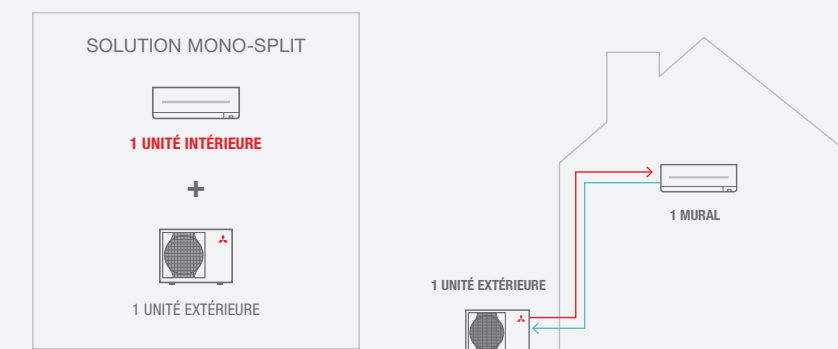 SOLUTION MONO-SPLIT
1 UNITÉ INTÉRIEURE
+
1 UNITÉ EXTÉRIEURE
1 MURAL
1 UNITÉ EXTÉRIEURE